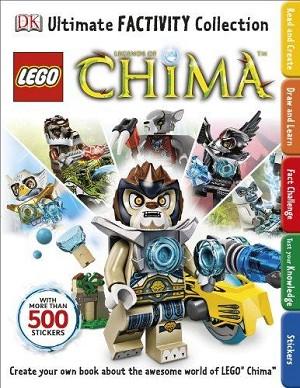 DK Ultimate FACTIVITY Collection
LEGO
LEGENDS OF
CHIMA™
Read and Create
Draw and Learn
Fact Challenge
Test your Knowledge
Stickers
WITH
MORE THAN
500
STICKERS
Create your own book about the awesome world of LEGO® Chima™